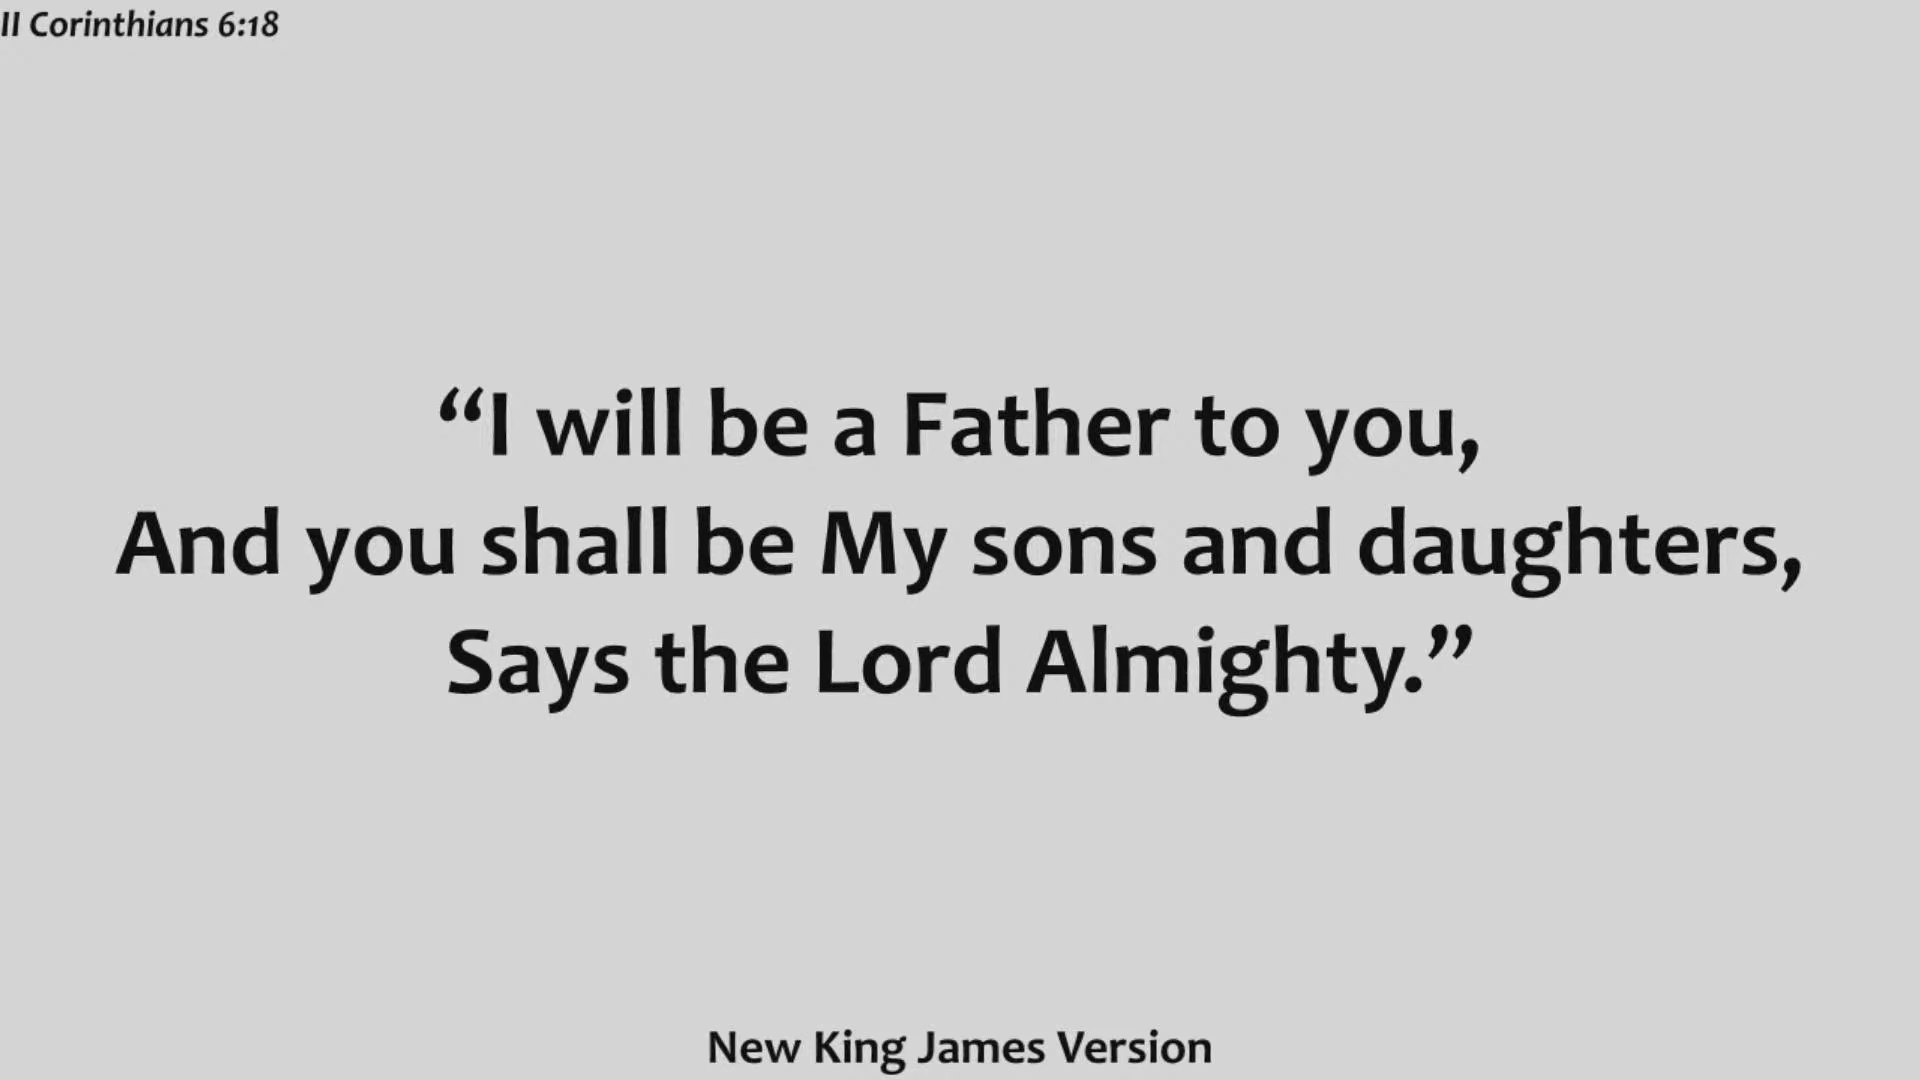 II Corinthians 6:18
“I will be a Father to you,
And you shall be My sons and daughters,
Says the Lord Almighty.”
New King James Version